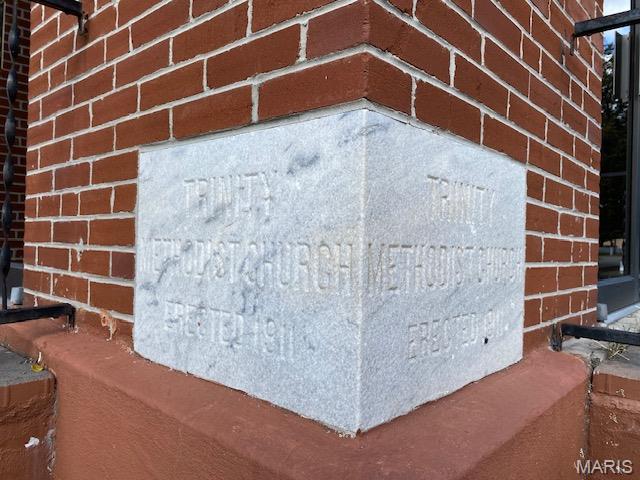 TRINITY
METHODIST CHURCH
ERECTED 1911
TRINITY
METHODIST CHURCH
ERECTED 1911
MARIS